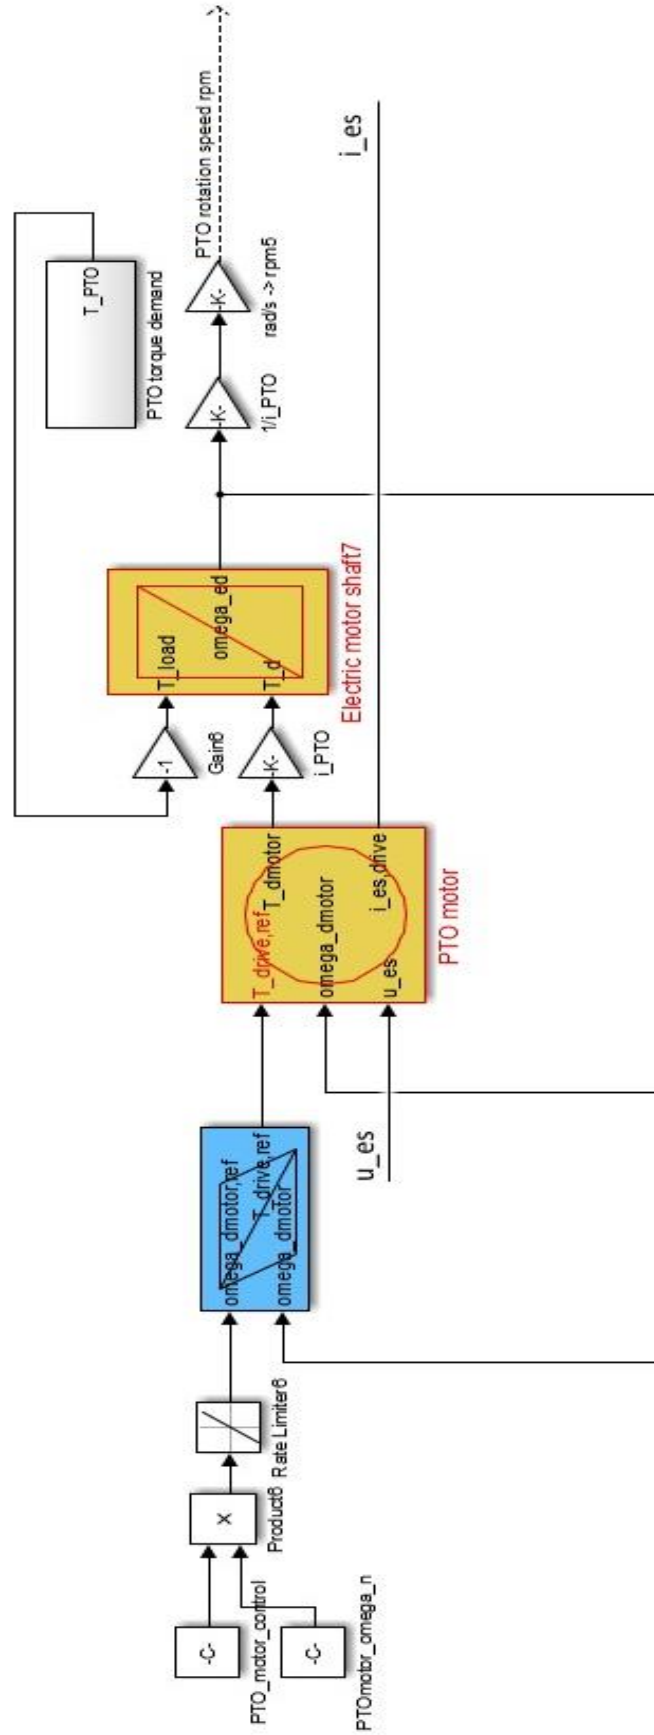 PTO_motor_control
-C-
PTOmotor_omega_n
-C-
Product6
X
Rate Limiter6
omega_dmotor,ref
T_drive,ref
omega_dmotor
u_es
T_drive,ref
T_dmotor
omega_dmotor
u_es
i_es,drive
PTO motor
-1
Gain6
-K-
i_PTO
T_load
omega_ed
T_d
Electric motor shaft7
T_PTO
PTO torque demand
-K-
1/i_PTO
-K-
rad/s -> rpm5
PTO rotation speed rpm
i_es